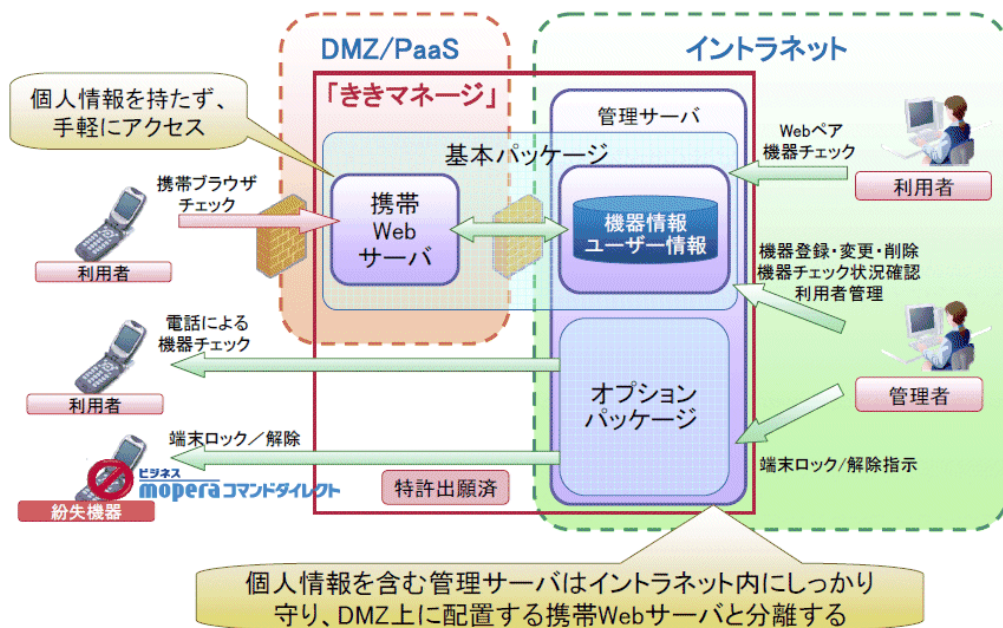 DMZ/PaaS
イントラネット
個人情報を持たず、
手軽にアクセス
「ききマネージ」
管理サーバ
基本パッケージ
Webペア
機器チェック
利用者
携帯ブラウザ
チェック
携帯
Web
サーバ
機器情報
ユーザー情報
利用者
機器登録・変更・削除
機器チェック状況確認
利用者管理
電話による
機器チェック
利用者
オプション
パッケージ
管理者
端末ロック／解除
ビジネス
moperaコマンドダイレクト
紛失機器
特許出願済
端末ロック/解除指示
個人情報を含む管理サーバはイントラネット内にしっかり
守り、DMZ上に配置する携帯Webサーバと分離する